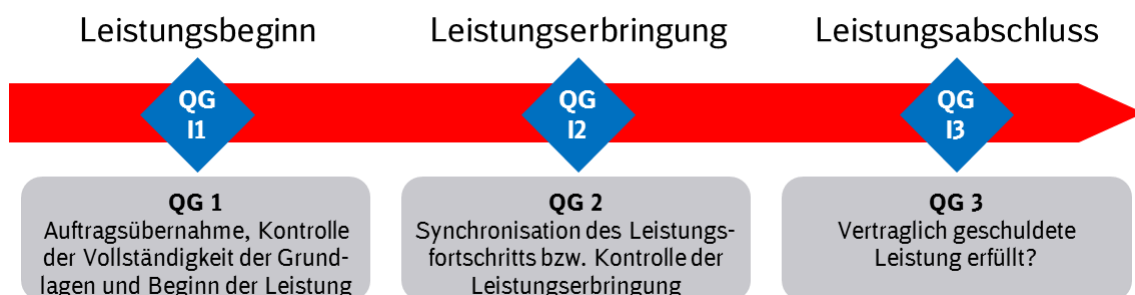 Leistungsbeginn
Leistungserbringung
Leistungsabschluss
QG
I1
QG
I2
QG
I3
QG 1
Auftragsübernahme, Kontrolle
der Vollständigkeit der Grund-
lagen und Beginn der Leistung
QG 2
Synchronisation des Leistungs-
fortschritts bzw. Kontrolle der
Leistungserbringung
QG 3
Vertraglich geschuldete
Leistung erfüllt?